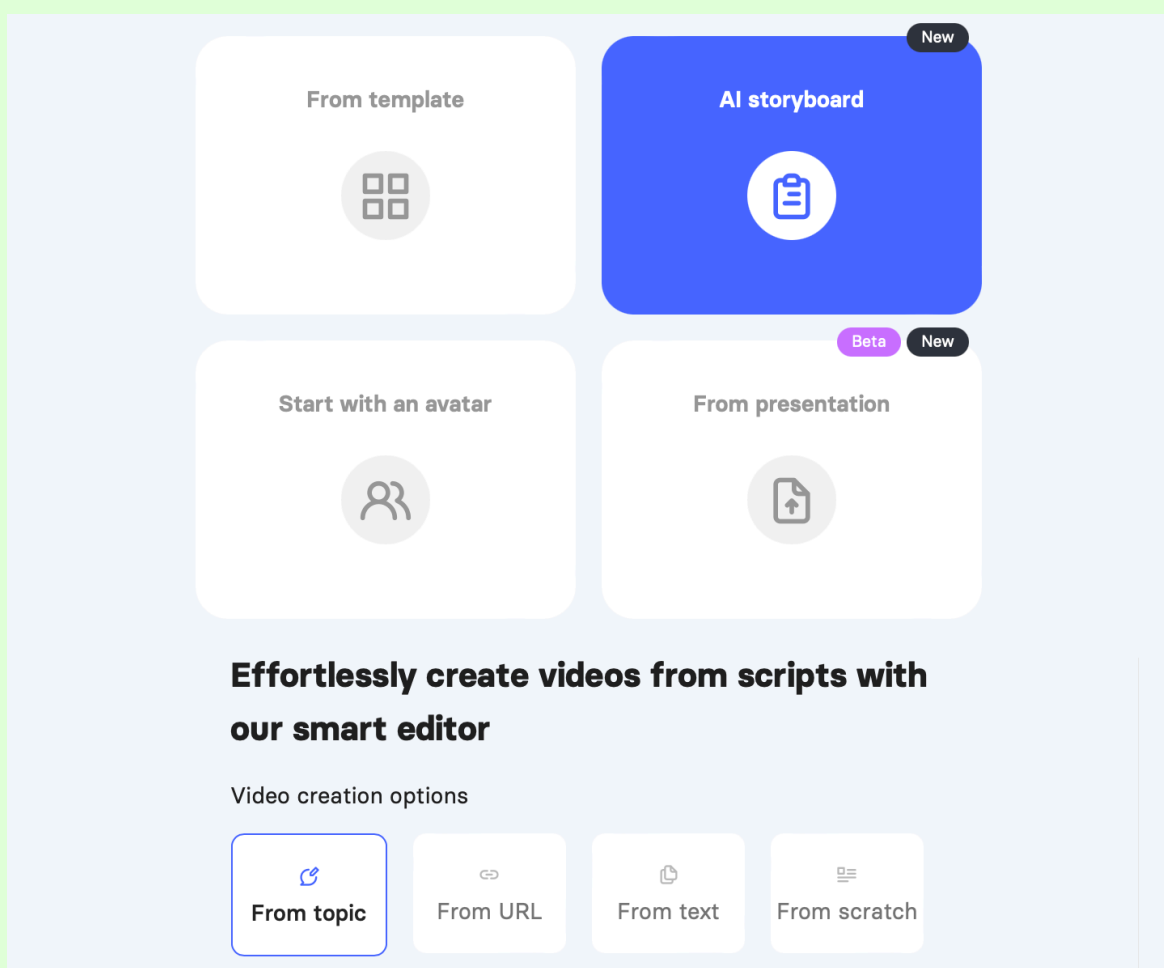 New
From template
AI storyboard
Beta
New
Start with an avatar
From presentation
Effortlessly create videos from scripts with
our smart editor
Video creation options
From topic
From URL
From text
From scratch